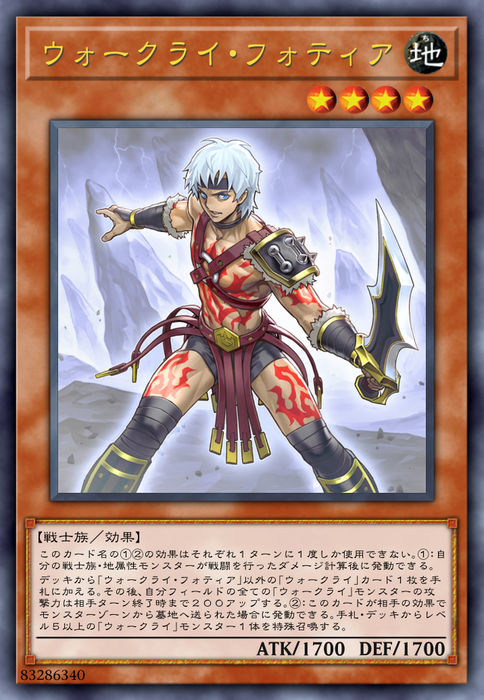 ウォークライ・フォティア
地
【戦士族／効果】
このカード名の①②の効果はそれぞれ１ターンに１度しか使用できない。①：自
分の戦士族・地属性モンスターが戦闘を行ったダメージ計算後に発動できる。
デッキから「ウォークライ・フォティア」以外の「ウォークライ」カード１枚を手
札に加える。その後、自分フィールドの全ての「ウォークライ」モンスターの攻
撃力は相手ターン終了時まで２００アップする。②：このカードが相手の効果で
モンスターゾーンから墓地へ送られた場合に発動できる。手札・デッキからレベ
ル５以上の「ウォークライ」モンスター１体を特殊召喚する。
ATK/1700 DEF/1700
83286340